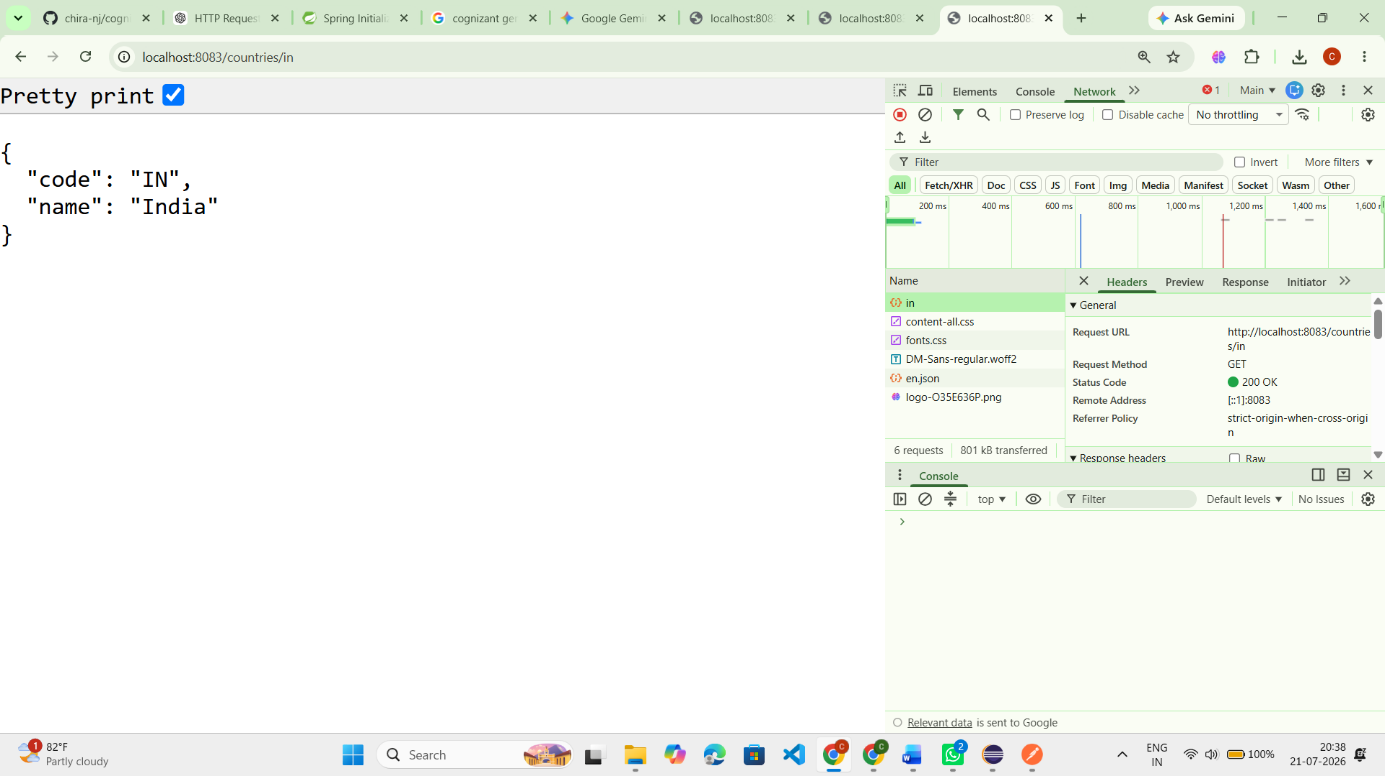 chira-nj/cogn
HTTP Reques
Spring Initiali
cognizant ger
Google Gemi
localhost:808
localhost:808
localhost:808
Ask Gemini
localhost:8083/countries/in
C
Pretty print
{
"code": "IN",
"name": "India"
}
Elements
Console
Network
1
Main
Preserve log
Disable cache
No throttling
Filter
Invert
More filters
All
Fetch/XHR
Doc
CSS
JS
Font
Img
Media
Manifest
Socket
Wasm
Other
200 ms
400 ms
600 ms
800 ms
1,000 ms
1,200 ms
1,400 ms
1,600 
Name
Headers
Preview
Response
Initiator
in
content-all.css
fonts.css
DM-Sans-regular.woff2
en.json
logo-O35E636P.png
6 requests
801 kB transferred
General
Request URL
http://localhost:8083/countrie
s/in
Request Method
GET
Status Code
200 OK
Remote Address
[::1]:8083
Referrer Policy
strict-origin-when-cross-origi
n
Response headers
Raw
Console
top
Filter
Default levels
No Issues
Relevant data is sent to Google
1
82°F
Partly cloudy
Search
C
C
2
ENG
IN
100%
20:38
21-07-2026